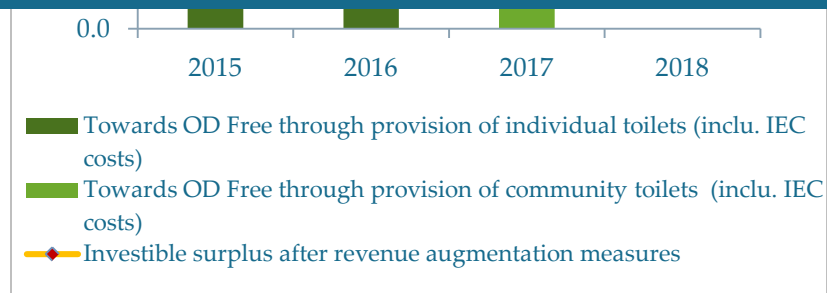 0.0
2015 2016 2017 2018
Towards OD Free through provision of individual toilets (inclu. IEC
costs)
Towards OD Free through provision of community toilets (inclu. IEC
costs)
Investible surplus after revenue augmentation measures